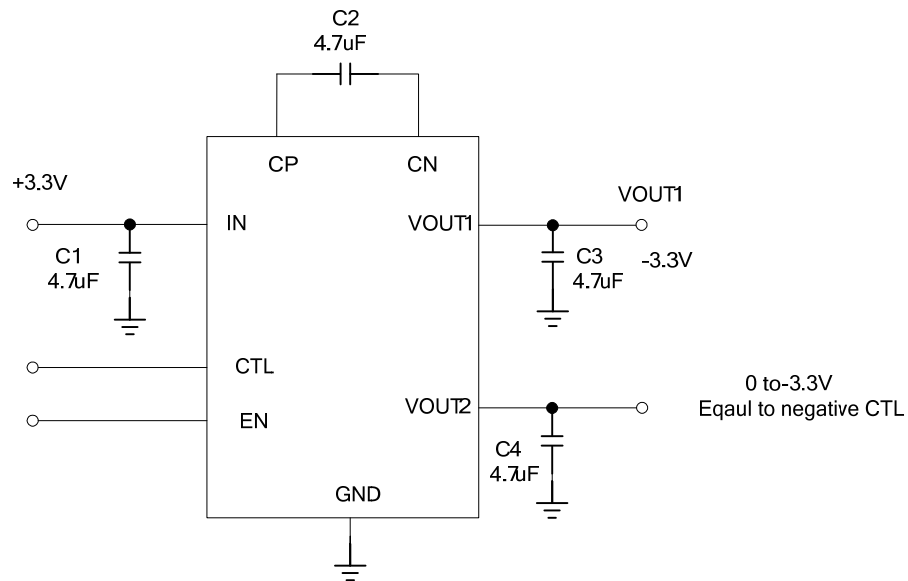 C2
4.7uF
CP
CN
+3.3V
IN
VOUT1
VOUT1
C1
4.7uF
C3
4.7uF
-3.3V
CTL
EN
VOUT2
0 to-3.3V
Eqaul to negative CTL
C4
4.7uF
GND